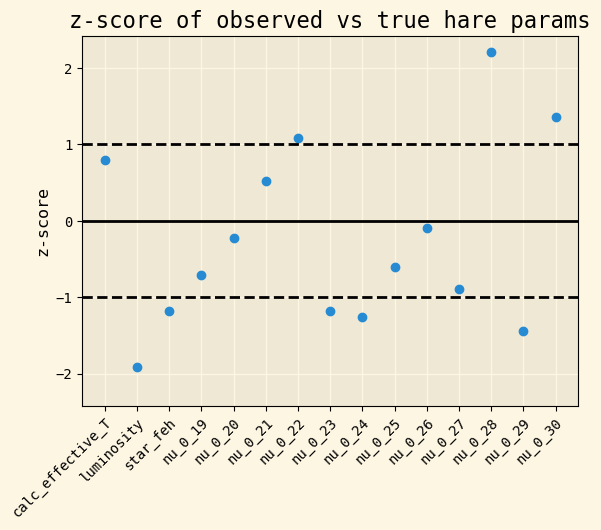 z-score of observed vs true hare params
z-score
2
1
0
−1
−2
calc_effective_T
luminosity
star_feh
nu_0_19
nu_0_20
nu_0_21
nu_0_22
nu_0_23
nu_0_24
nu_0_25
nu_0_26
nu_0_27
nu_0_28
nu_0_29
nu_0_30